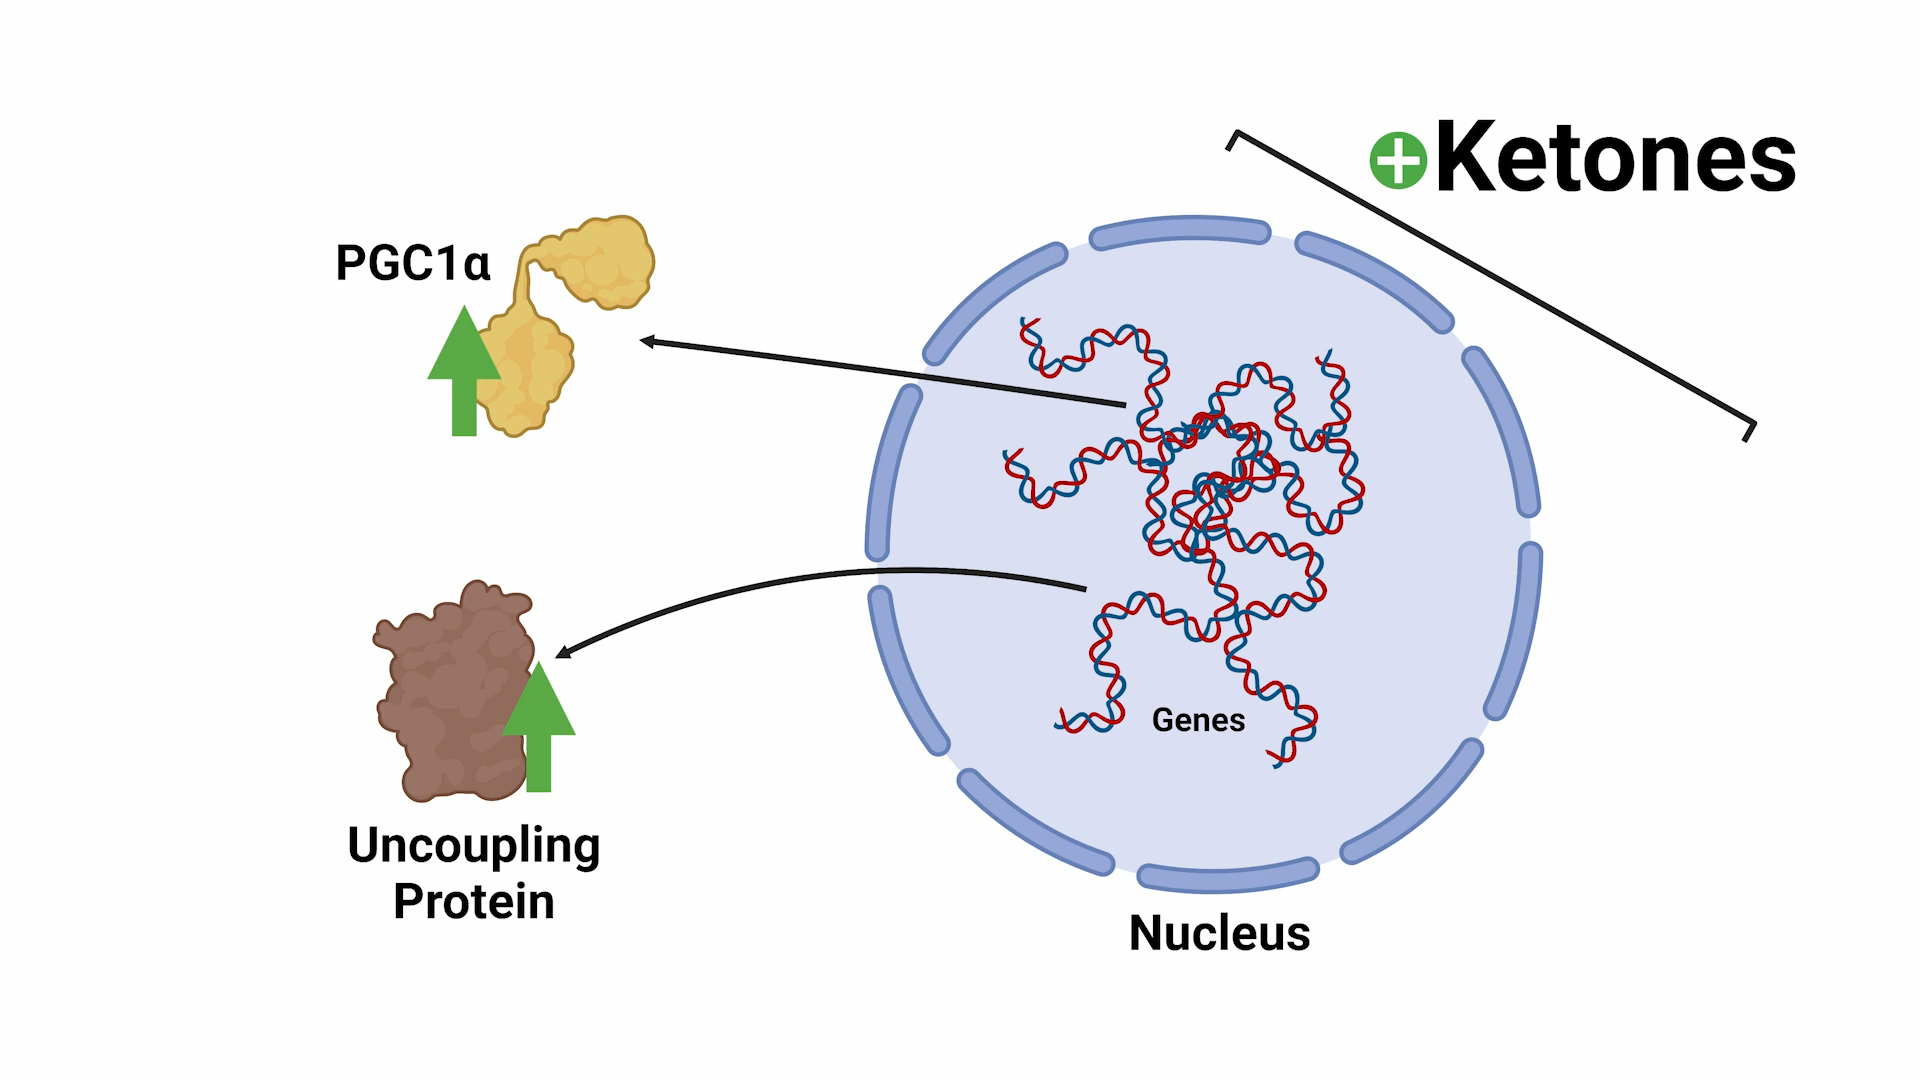 Ketones
PGC1α
Genes
Uncoupling
Protein
Nucleus